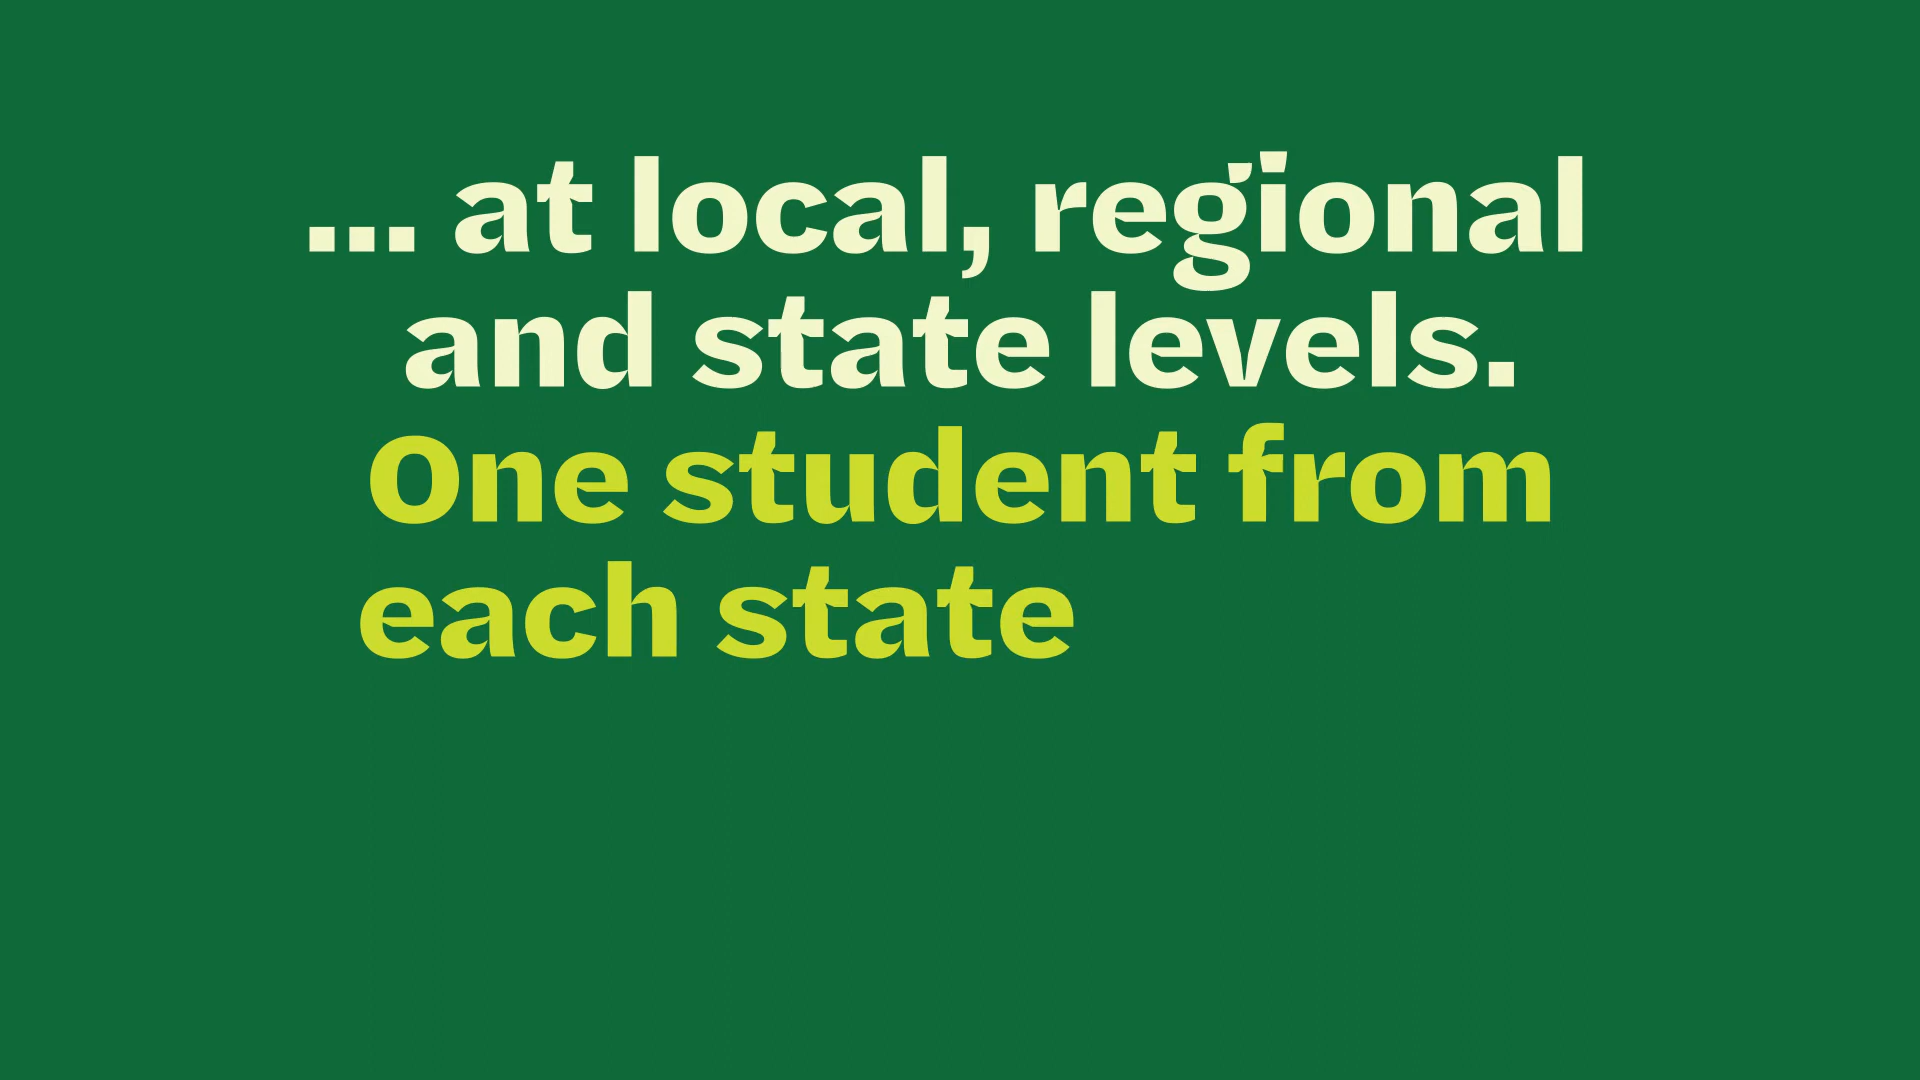 ... at local, regional
and state levels.
One student from
each state